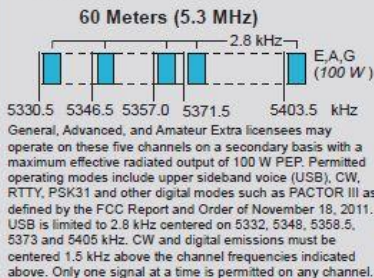 60 Meters (5.3 MHz)
2.8 kHz
E,A,G
(100 W)
5330.5 5346.5 5357.0 5371.5 5403.5 kHz
General, Advanced, and Amateur Extra licensees may
operate on these five channels on a secondary basis with a
maximum effective radiated output of 100 W PEP. Permitted
operating modes include upper sideband voice (USB), CW,
RTTY, PSK31 and other digital modes such as PACTOR III as
defined by the FCC Report and Order of November 18, 2011.
USB is limited to 2.8 kHz centered on 5332, 5348, 5358.5,
5373 and 5405 kHz. CW and digital emissions must be
centered 1.5 kHz above the channel frequencies indicated
above. Only one signal at a time is permitted on any channel.